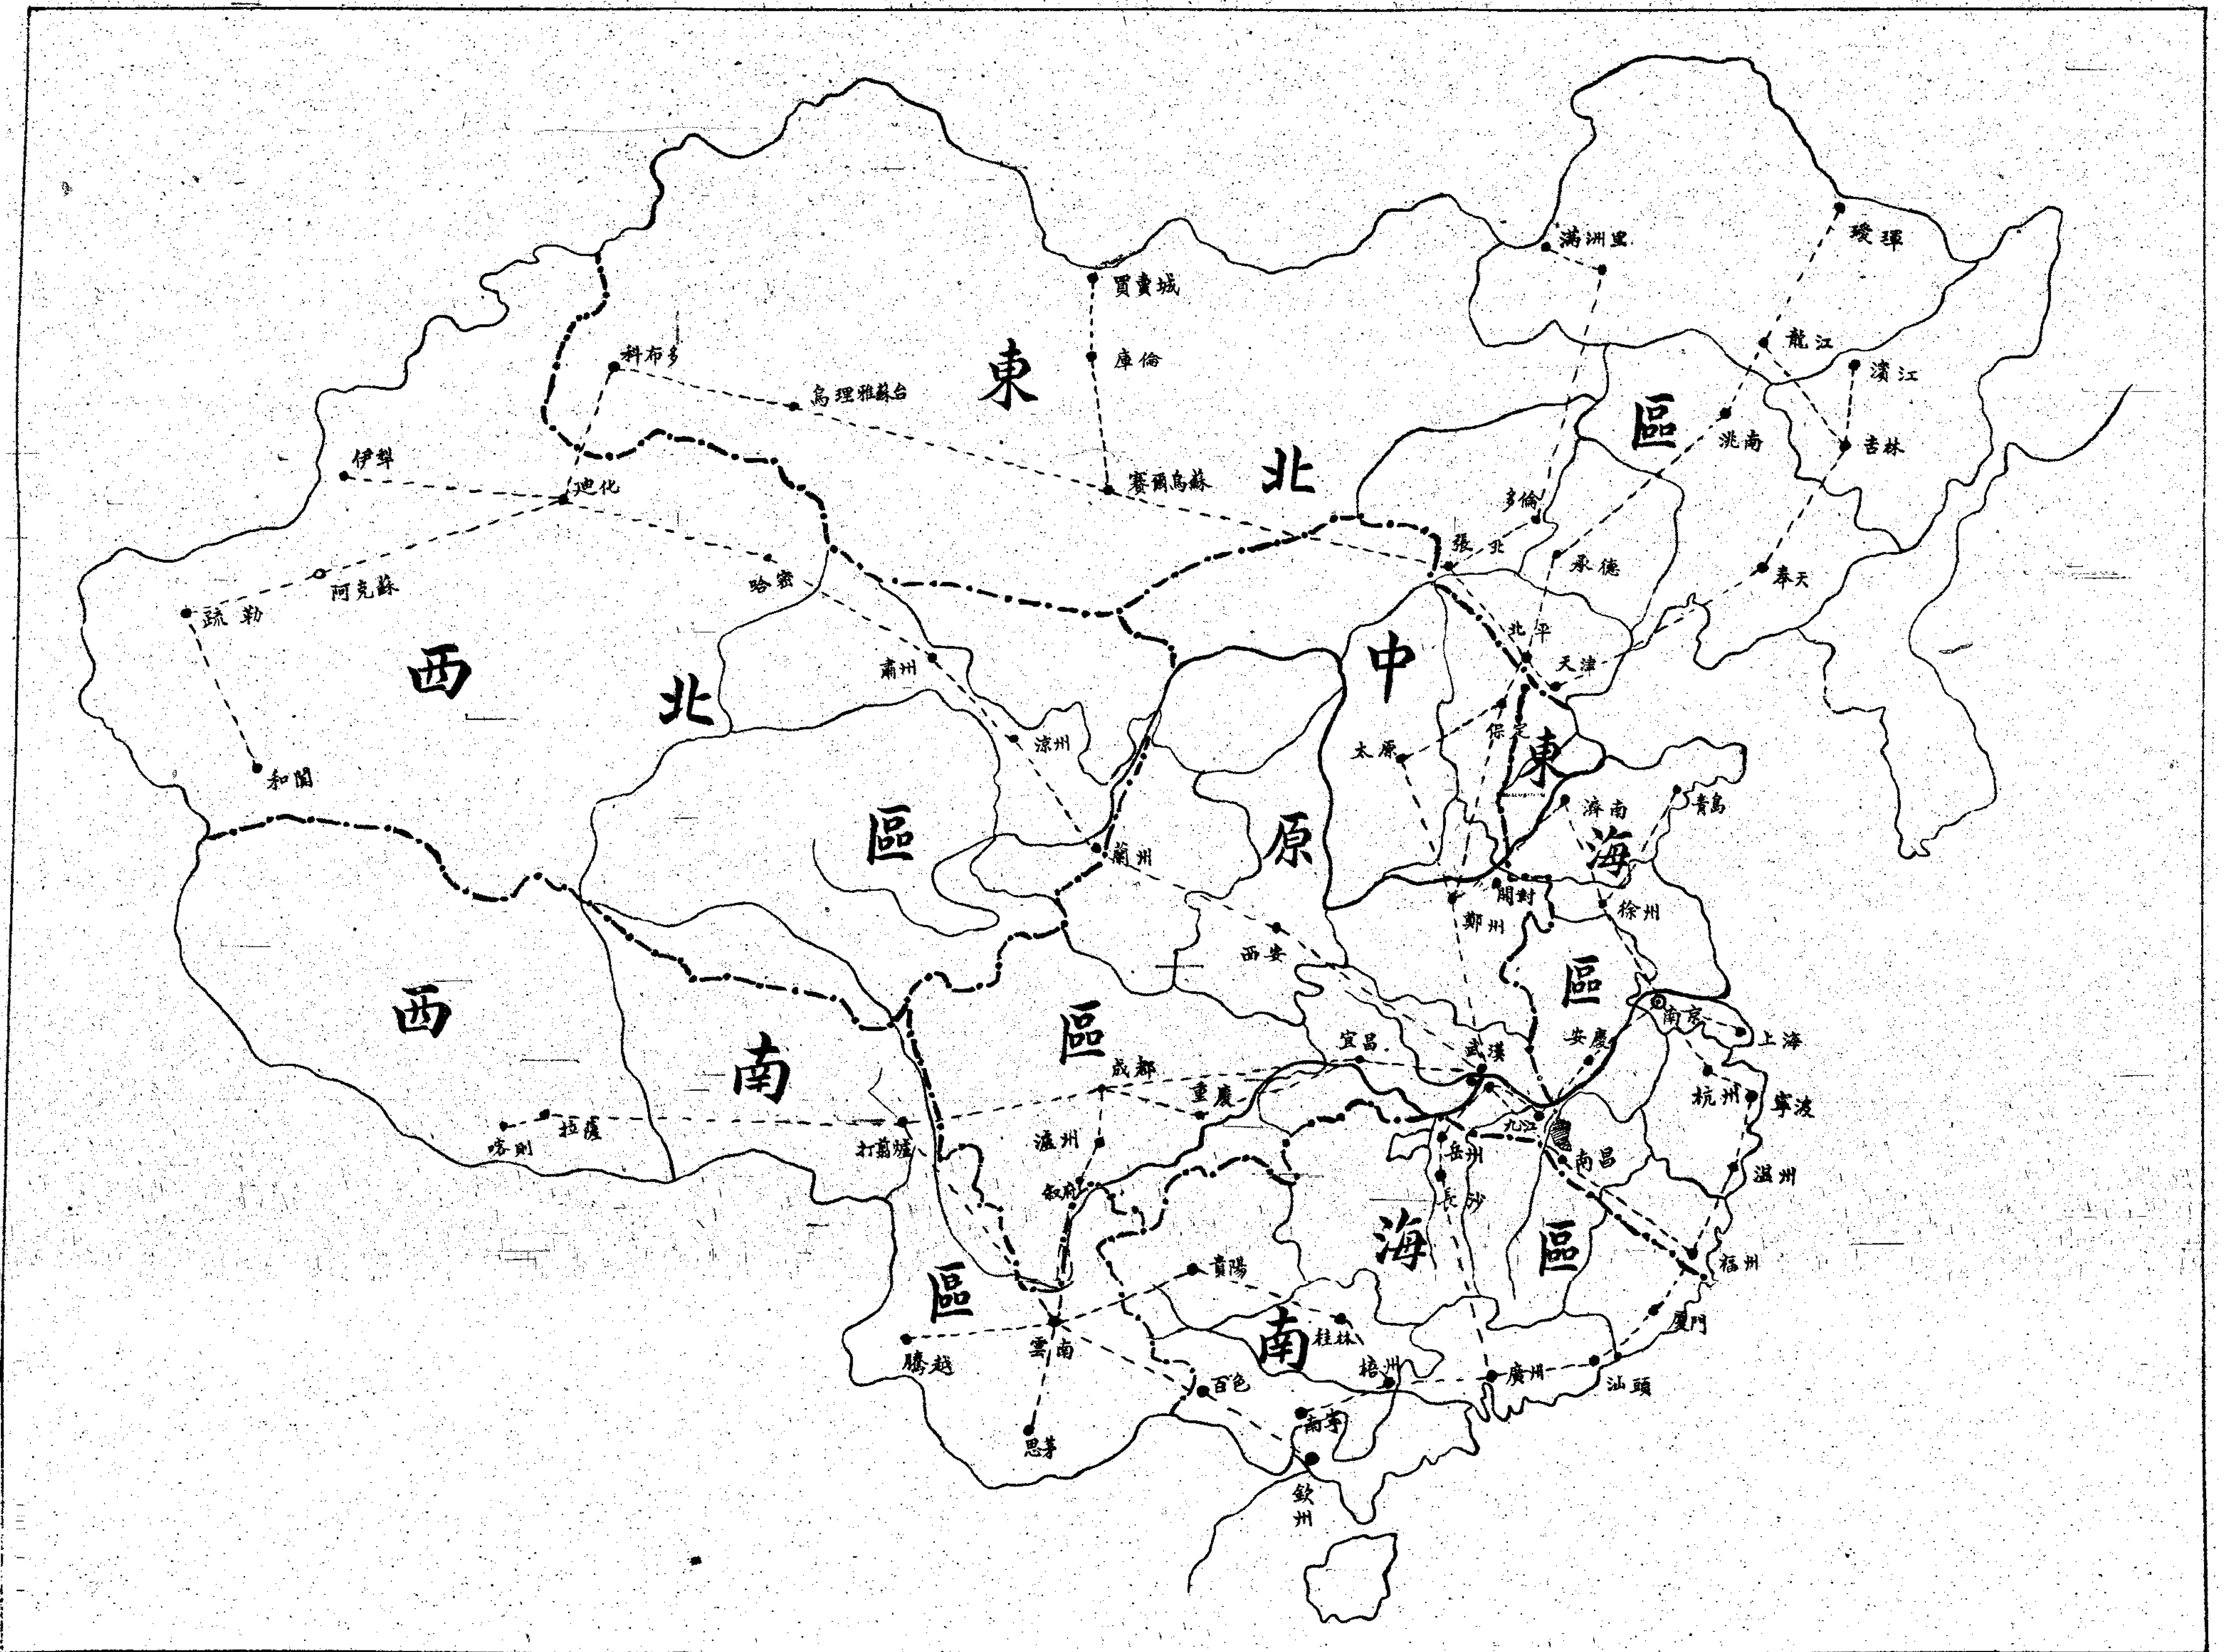 東北區
西北區
西南區
中原區
東海區
南海區
滿洲里
璦琿
買賣城
庫倫
龍江
濱江
科布多
烏理雅蘇台
洮南
吉林
伊犂
迪化
賽爾烏蘇
多倫
張北
承德
奉天
哈密
阿克蘇
疏勒
北平
天津
肅州
和闐
涼州
太原
保定
濟南
青島
蘭州
開封
鄭州
徐州
西安
南京
上海
宜昌
武漢
安慶
成都
重慶
杭州
寧波
拉薩
喀則
打箭爐
瀘州
九江
岳州
南昌
長沙
溫州
敘府
貴陽
福州
桂林
廈門
騰越
雲南
梧州
百色
廣州
汕頭
南寧
思茅
欽州